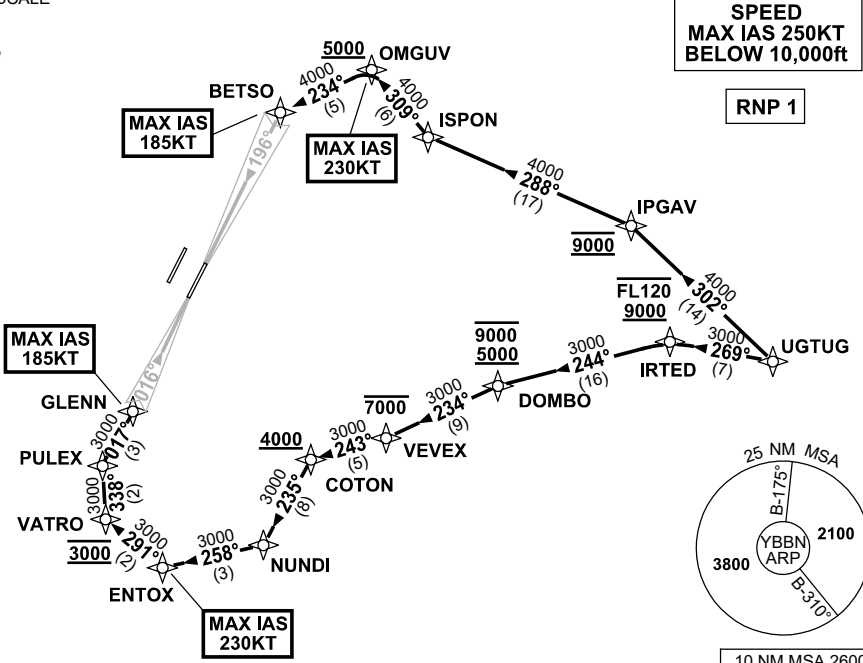 SCALE
SPEED
MAX IAS 250KT
BELOW 10,000ft
RNP 1
5000
OMGUV
4000
234°
(5)
BETSO
MAX IAS
185KT
4000
309°
(6)
ISPON
MAX IAS
230KT
196°
4000
288°
(17)
IPGAV
9000
4000
302°
(14)
FL120
9000
3000
269°
(7)
UGTUG
IRTED
9000
5000
3000
244°
(16)
DOMBO
MAX IAS
185KT
016°
GLENN
7000
3000
234°
(9)
VEVEX
4000
3000
243°
(5)
COTON
3000
017°
(3)
PULEX
3000
338°
(2)
VATRO
3000
3000
291°
(2)
3000
235°
(8)
NUNDI
3000
258°
(3)
ENTOX
MAX IAS
230KT
25 NM MSA
B-175°
2100
YBBN
ARP
3800
B-310°
10 NM MSA 2600